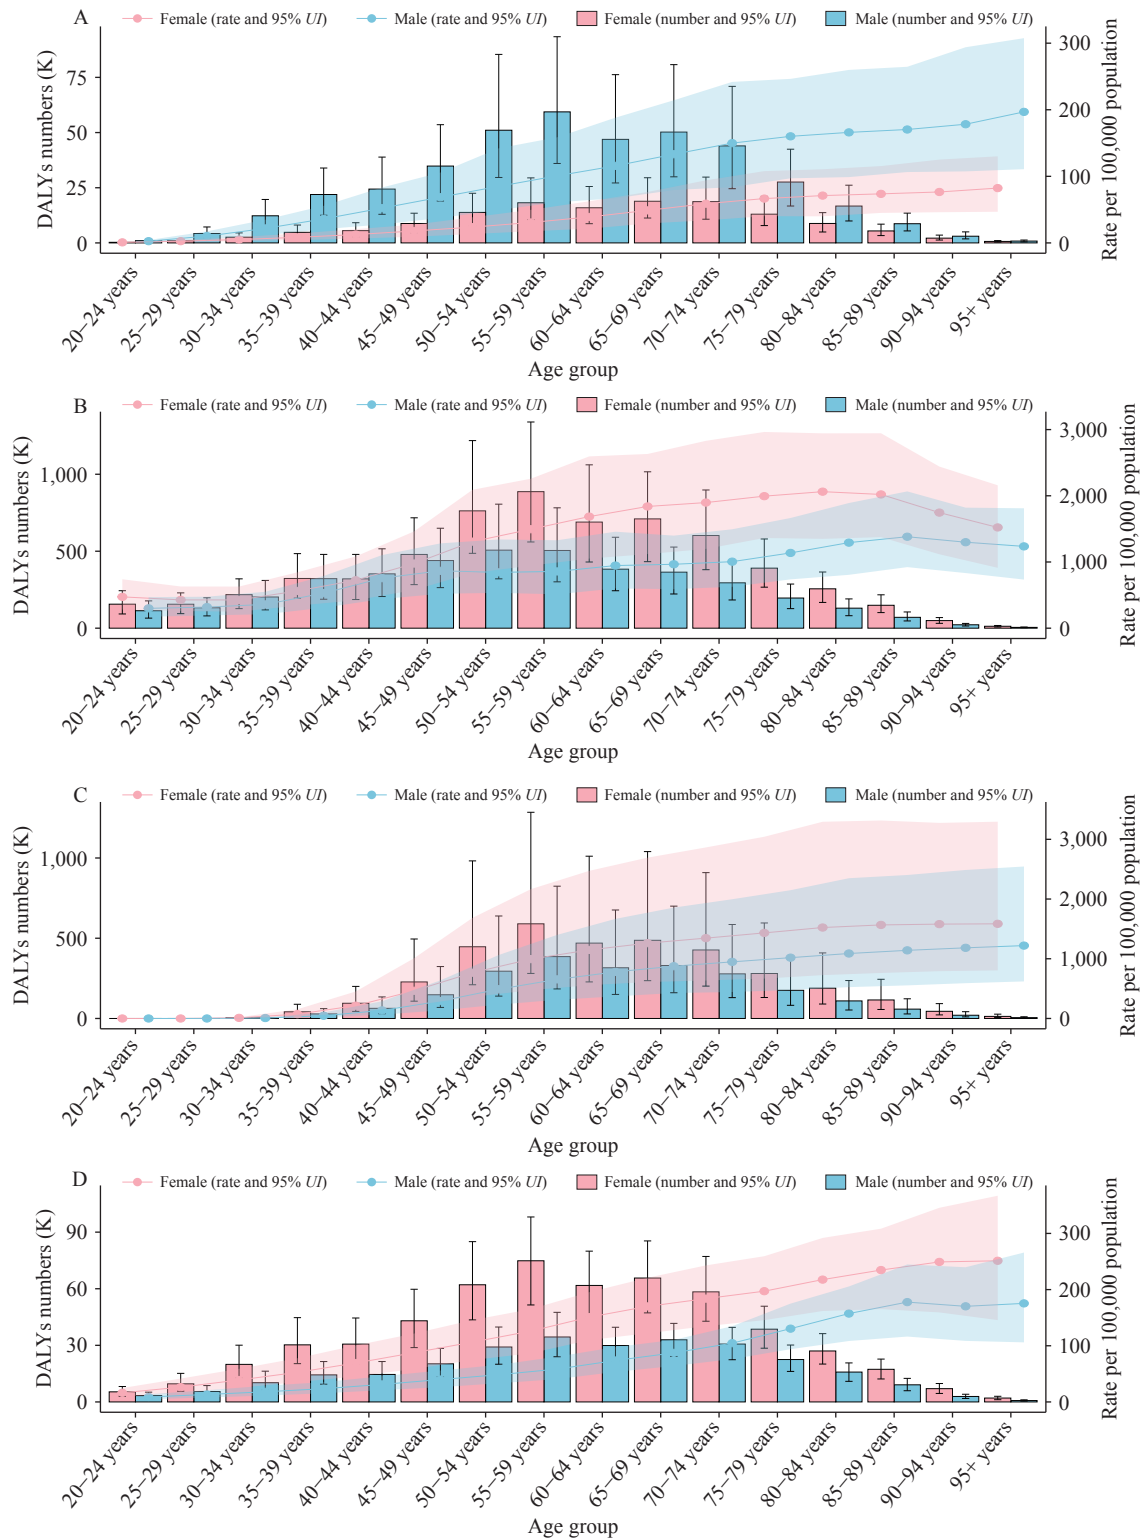 A
Female (rate and 95% UI) Male (rate and 95% UI) Female (number and 95% UI) Male (number and 95% UI)
DALYs numbers (K)
75
50
25
0
300
200
100
0
Rate per 100,000 population
20–24 years
25–29 years
30–34 years
35–39 years
40–44 years
45–49 years
50–54 years
55–59 years
60–64 years
65–69 years
70–74 years
75–79 years
80–84 years
85–89 years
90–94 years
95+ years
Age group
B
Female (rate and 95% UI) Male (rate and 95% UI) Female (number and 95% UI) Male (number and 95% UI)
DALYs numbers (K)
1,000
500
0
3,000
2,000
1,000
0
Rate per 100,000 population
20–24 years
25–29 years
30–34 years
35–39 years
40–44 years
45–49 years
50–54 years
55–59 years
60–64 years
65–69 years
70–74 years
75–79 years
80–84 years
85–89 years
90–94 years
95+ years
Age group
C
Female (rate and 95% UI) Male (rate and 95% UI) Female (number and 95% UI) Male (number and 95% UI)
DALYs numbers (K)
1,000
500
0
3,000
2,000
1,000
0
Rate per 100,000 population
20–24 years
25–29 years
30–34 years
35–39 years
40–44 years
45–49 years
50–54 years
55–59 years
60–64 years
65–69 years
70–74 years
75–79 years
80–84 years
85–89 years
90–94 years
95+ years
Age group
D
Female (rate and 95% UI) Male (rate and 95% UI) Female (number and 95% UI) Male (number and 95% UI)
DALYs numbers (K)
90
60
30
0
300
200
100
0
Rate per 100,000 population
20–24 years
25–29 years
30–34 years
35–39 years
40–44 years
45–49 years
50–54 years
55–59 years
60–64 years
65–69 years
70–74 years
75–79 years
80–84 years
85–89 years
90–94 years
95+ years
Age group